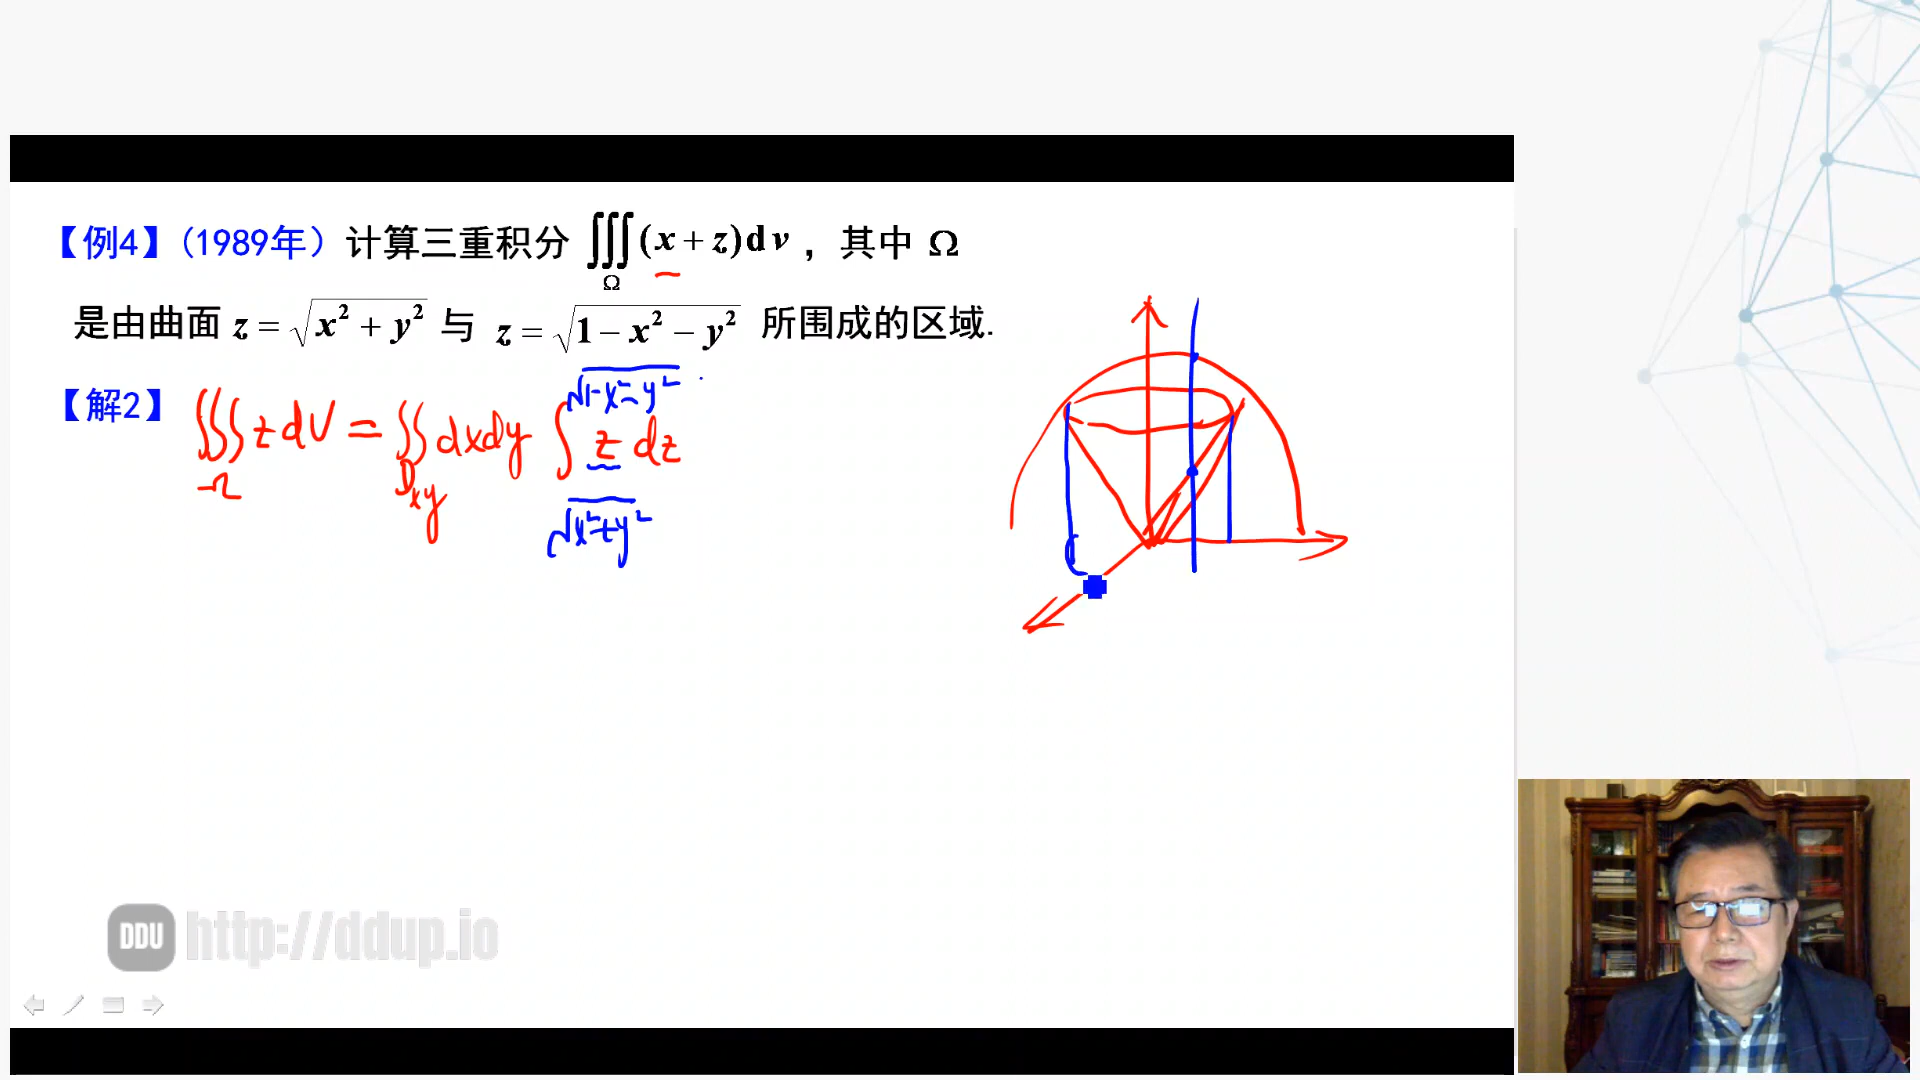 【例4】(1989年) 计算三重积分 ∭_Ω (x + z)dv ，其中 Ω
是由曲面 z = √(x² + y²) 与 z = √(1 − x² − y²) 所围成的区域.
【解2】 ∭_Ω z dV = ∬_{D_xy} dxdy ∫_{√(x²+y²)}^{√(1-x²-y²)} z dz
DDU http://ddup.io